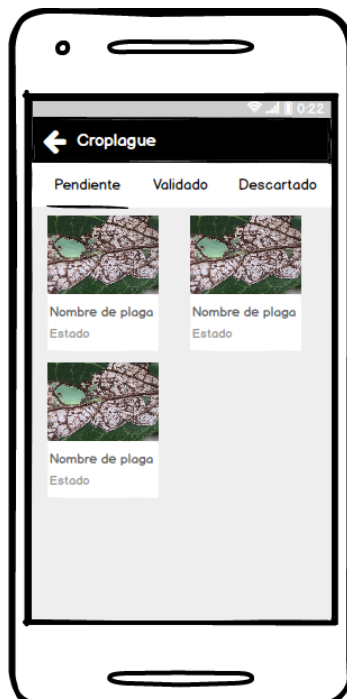 0:22
Croplague
Pendiente Validado Descartado
Nombre de plaga Nombre de plaga
Estado Estado
Nombre de plaga
Estado